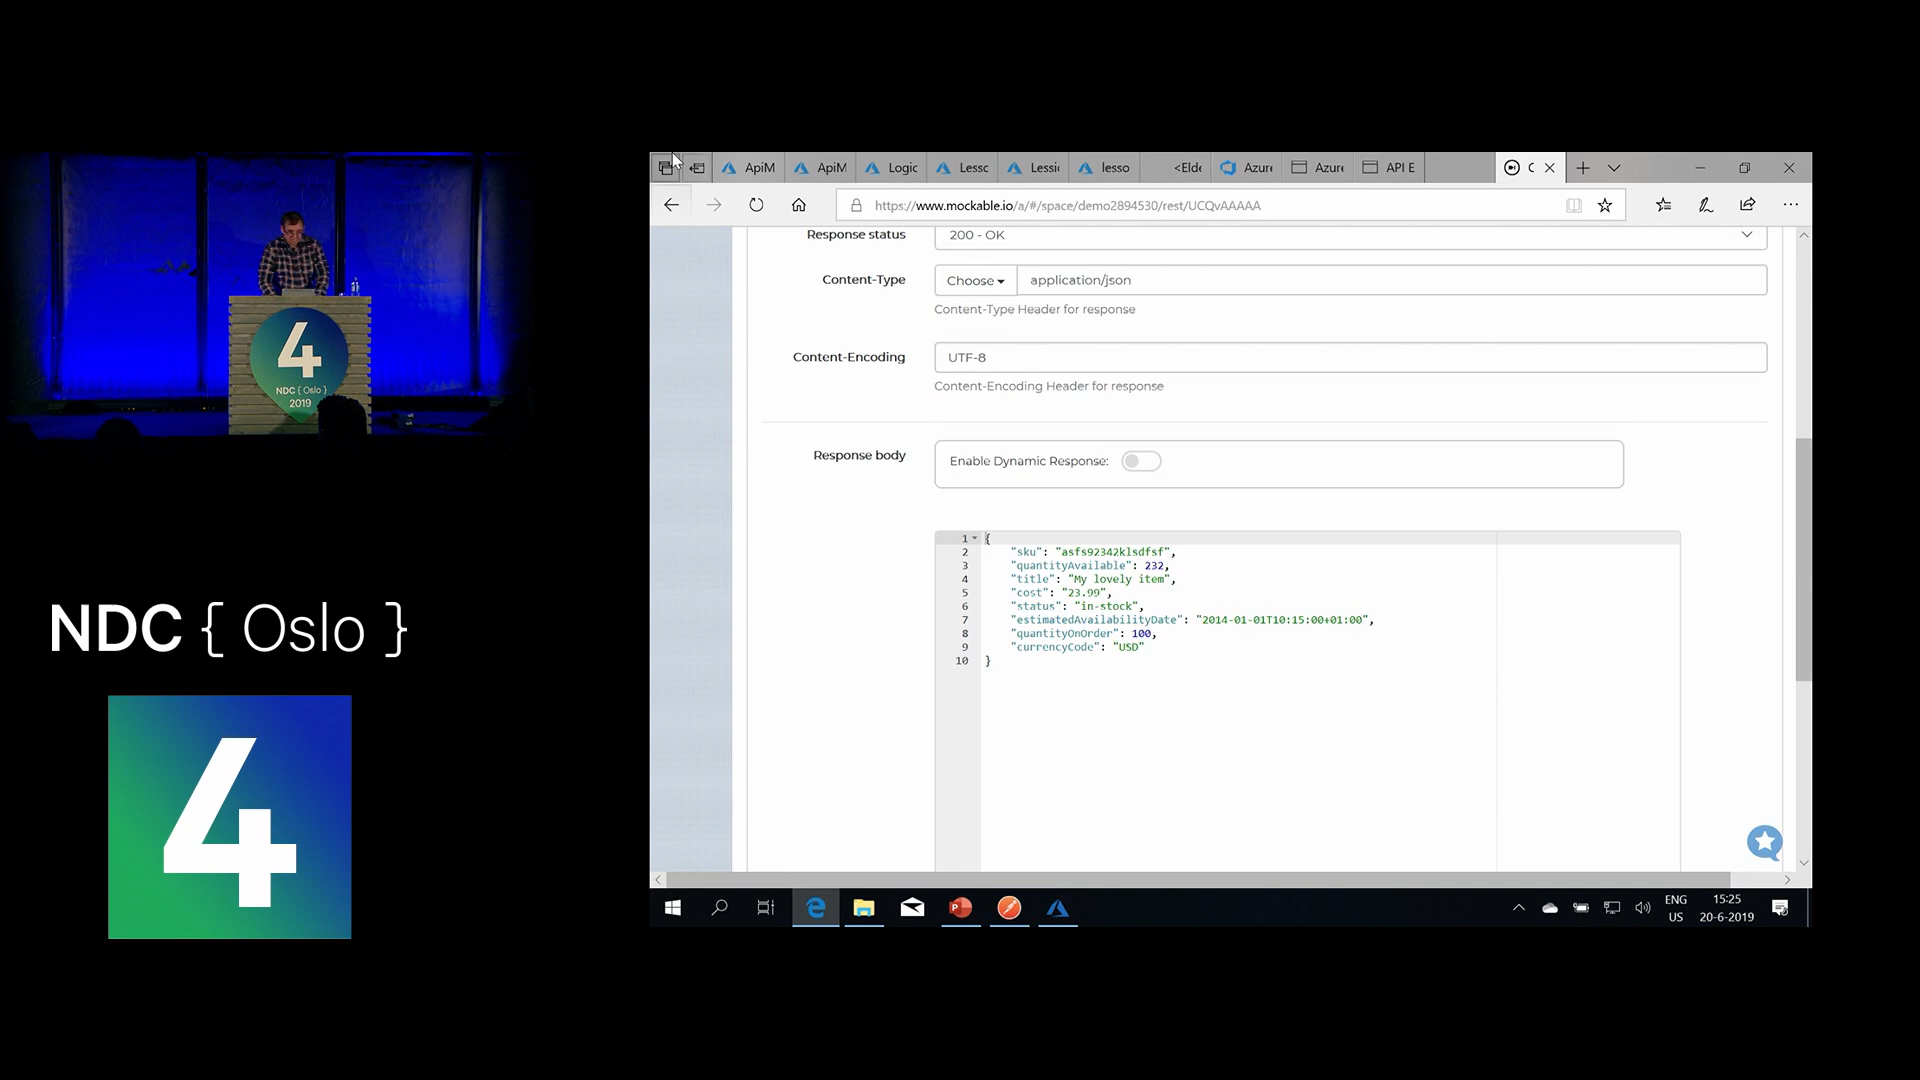 4
NDC { Oslo }
2019
NDC { Oslo }
4
ApiM
ApiM
Logic
Lessc
Lessic
lesso
<Elde
Azure
Azure
API E
https://www.mockable.io/a/#/space/demo2894530/rest/UCQvAAAAA
Response status
200 - OK
Content-Type
Choose
application/json
Content-Type Header for response
Content-Encoding
UTF-8
Content-Encoding Header for response
Response body
Enable Dynamic Response:
1 {
2 "sku": "asfs92342klsdfsf",
3 "quantityAvailable": 232,
4 "title": "My lovely item",
5 "cost": "23.99",
6 "status": "in-stock",
7 "estimatedAvailabilityDate": "2014-01-01T10:15:00+01:00",
8 "quantityOnOrder": 100,
9 "currencyCode": "USD"
10 }
ENG
US
15:25
20-6-2019